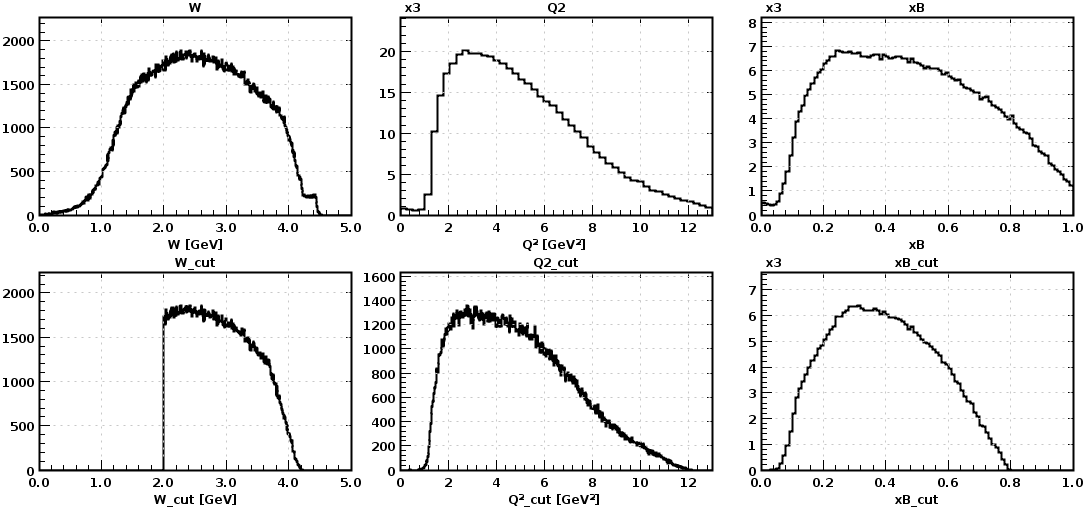 W
2000
1500
1000
500
0
0.0 1.0 2.0 3.0 4.0 5.0
W [GeV]
x3 Q2
20
15
10
5
0
0 2 4 6 8 10 12
Q² [GeV²]
x3 xB
8
7
6
5
4
3
2
1
0
0.0 0.2 0.4 0.6 0.8 1.0
xB
W_cut
2000
1500
1000
500
0
0.0 1.0 2.0 3.0 4.0 5.0
W_cut [GeV]
Q2_cut
1600
1400
1200
1000
800
600
400
200
0
0 2 4 6 8 10 12
Q²_cut [GeV²]
x3 xB_cut
7
6
5
4
3
2
1
0
0.0 0.2 0.4 0.6 0.8 1.0
xB_cut